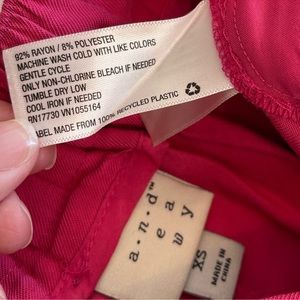 92% RAYON / 8% POLYESTER
MACHINE WASH COLD WITH LIKE COLORS
GENTLE CYCLE
ONLY NON-CHLORINE BLEACH IF NEEDED
TUMBLE DRY LOW
COOL IRON IF NEEDED
RN17730 VN1055164
LABEL MADE FROM 100% RECYCLED PLASTIC
a·n·d™
e w
a y
XS
MADE IN
CHINA